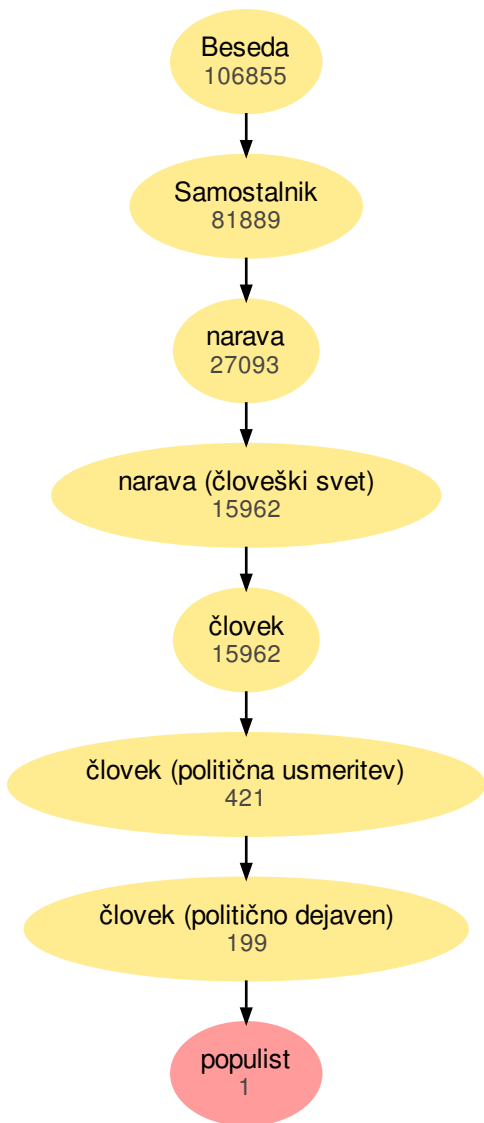 Beseda
106855
Samostalnik
81889
narava
27093
narava (človeški svet)
15962
človek
15962
človek (politična usmeritev)
421
človek (politično dejaven)
199
populist
1